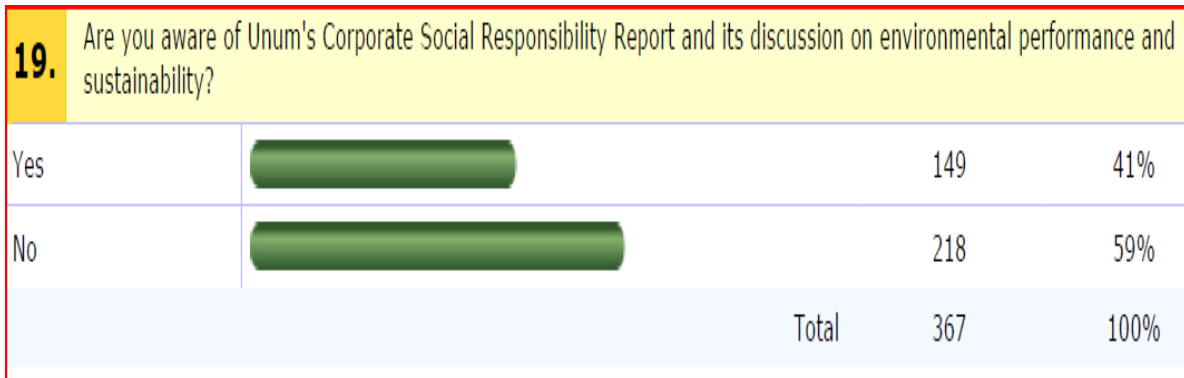 19.
Are you aware of Unum's Corporate Social Responsibility Report and its discussion on environmental performance and
sustainability?
Yes 149 41%
No 218 59%
Total 367 100%